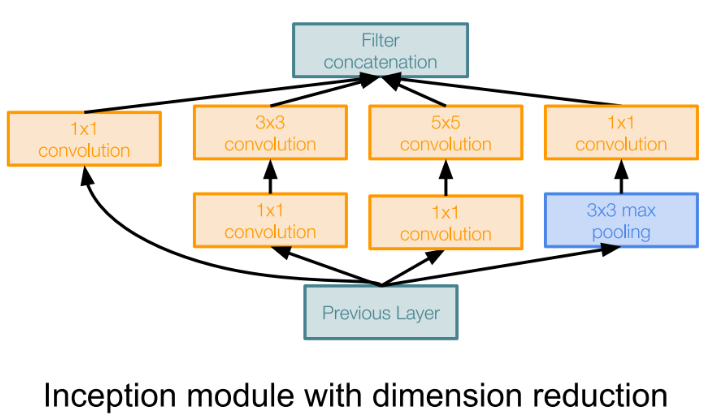 Filter
concatenation
1x1
convolution
3x3
convolution
5x5
convolution
1x1
convolution
1x1
convolution
1x1
convolution
3x3 max
pooling
Previous Layer
Inception module with dimension reduction